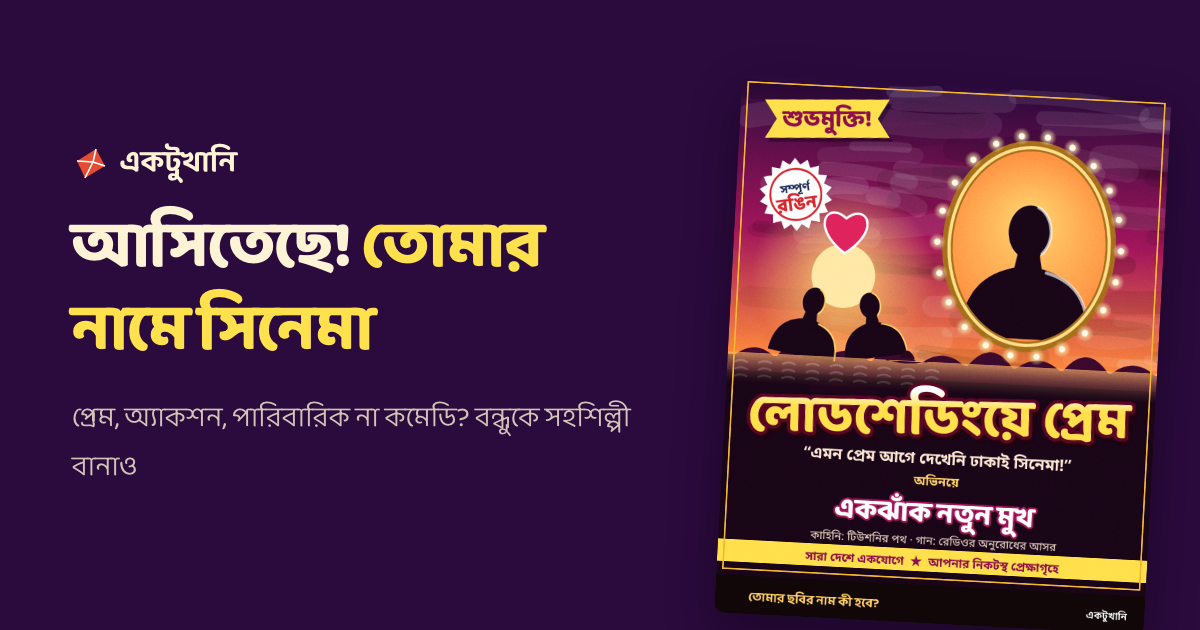 একটুখানি
আসিতেছে! তোমার
নামে সিনেমা
প্রেম, অ্যাকশন, পারিবারিক না কমেডি? বন্ধুকে সহশিল্পী
বানাও
শুভমুক্তি!
সম্পূর্ণ
রঙিন
লোডশেডিংয়ে প্রেম
“এমন প্রেম আগে দেখেনি ঢাকাই সিনেমা!”
অভিনয়ে
একঝাঁক নতুন মুখ
কাহিনি: টিউশনির পথ · গান: রেডিওর অনুরোধের আসর
সারা দেশে একযোগে ★ আপনার নিকটস্থ প্রেক্ষাগৃহে
তোমার ছবির নাম কী হবে?
একটুখানি